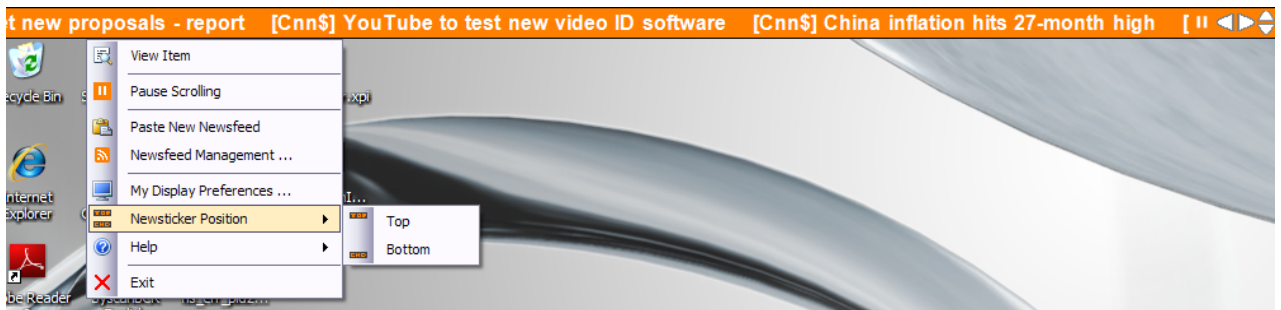 t new proposals - report [Cnn$] YouTube to test new video ID software [Cnn$] China inflation hits 27-month high [
View Item
ecycle Bin
Pause Scrolling
.xpi
Paste New Newsfeed
Newsfeed Management ...
nternet
Explorer
My Display Preferences ...
I...
Newsticker Position
Top
Help
Bottom
be Reader
Exit